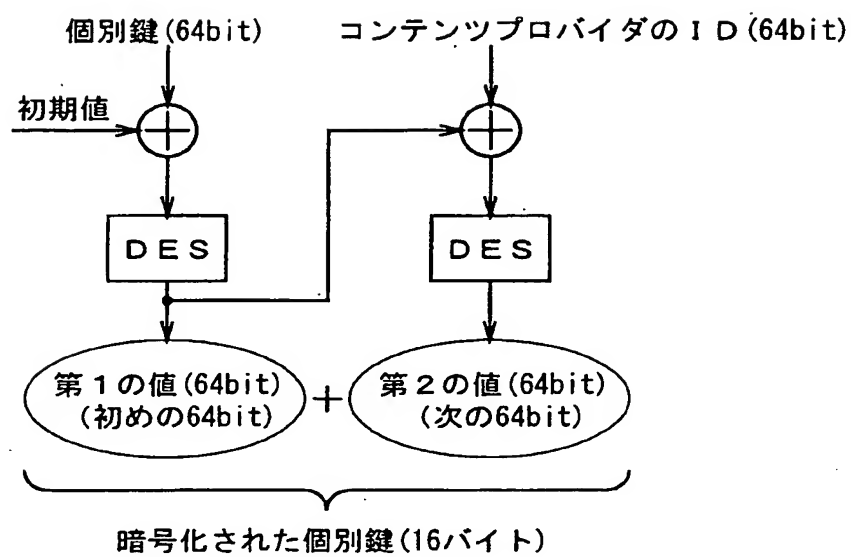 個別鍵(64bit)
コンテンツプロバイダのＩＤ(64bit)
初期値
ＤＥＳ
ＤＥＳ
第１の値(64bit)
(初めの64bit)
+
第２の値(64bit)
(次の64bit)
暗号化された個別鍵(16バイト)